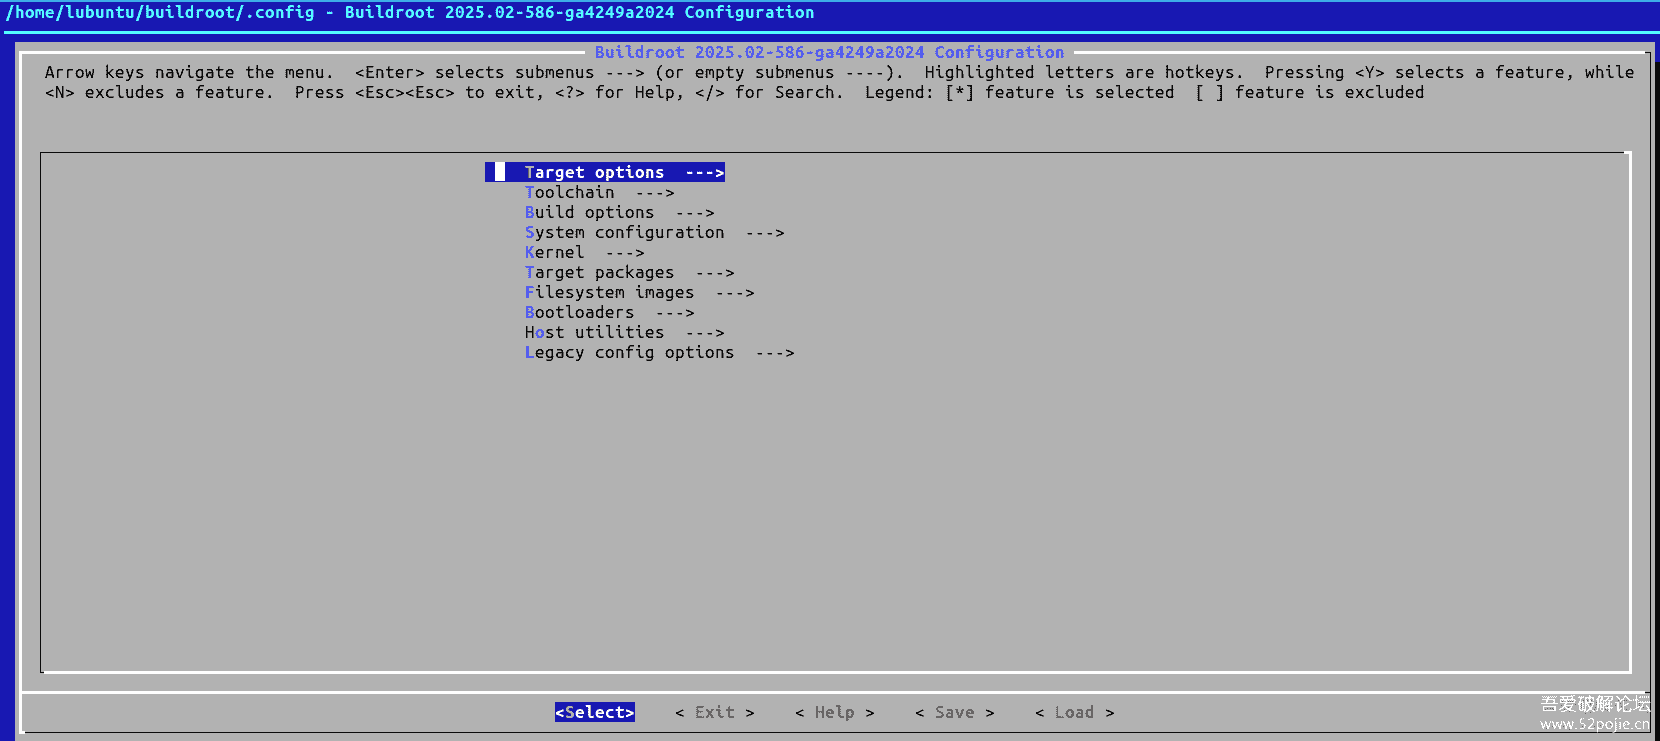 /home/lubuntu/buildroot/.config - Buildroot 2025.02-586-ga4249a2024 Configuration
Buildroot 2025.02-586-ga4249a2024 Configuration
Arrow keys navigate the menu.  <Enter> selects submenus ---> (or empty submenus ----).  Highlighted letters are hotkeys.  Pressing <Y> selects a feature, while
<N> excludes a feature.  Press <Esc><Esc> to exit, <?> for Help, </> for Search.  Legend: [*] feature is selected  [ ] feature is excluded
Target options  --->
Toolchain  --->
Build options  --->
System configuration  --->
Kernel  --->
Target packages  --->
Filesystem images  --->
Bootloaders  --->
Host utilities  --->
Legacy config options  --->
<Select>    < Exit >    < Help >    < Save >    < Load >
吾爱破解论坛
www.52pojie.cn